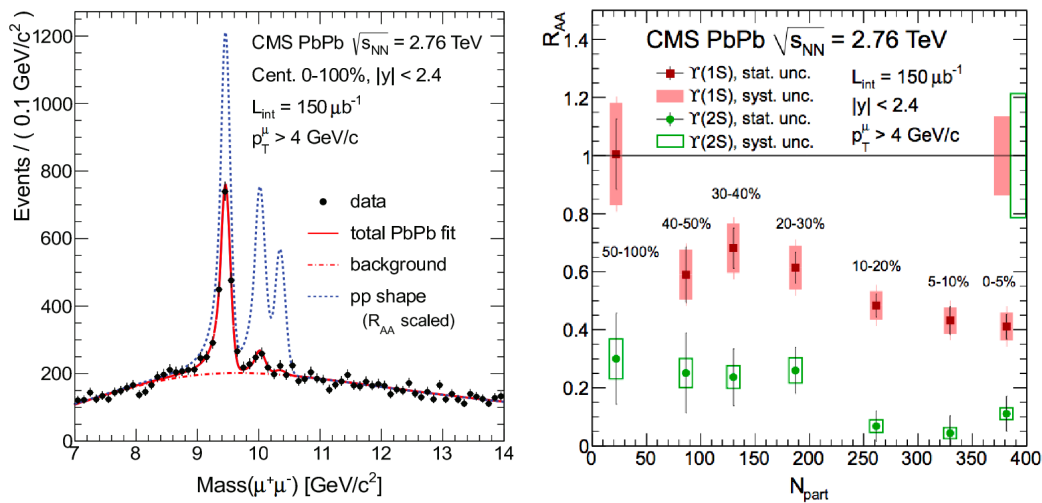 Events / ( 0.1 GeV/c²)
1200
1000
800
600
400
200
0
CMS PbPb √sNN = 2.76 TeV
Cent. 0-100%, |y| < 2.4
Lint = 150 μb⁻¹
pTμ > 4 GeV/c
data
total PbPb fit
background
pp shape
(RAA scaled)
7 8 9 10 11 12 13 14
Mass(μ⁺μ⁻) [GeV/c²]
RAA
1.4
1.2
1
0.8
0.6
0.4
0.2
0
CMS PbPb √sNN = 2.76 TeV
ϒ(1S), stat. unc.
ϒ(1S), syst. unc.
ϒ(2S), stat. unc.
ϒ(2S), syst. unc.
Lint = 150 μb⁻¹
|y| < 2.4
pTμ > 4 GeV/c
50-100%
40-50%
30-40%
20-30%
10-20%
5-10%
0-5%
0 50 100 150 200 250 300 350 400
Npart